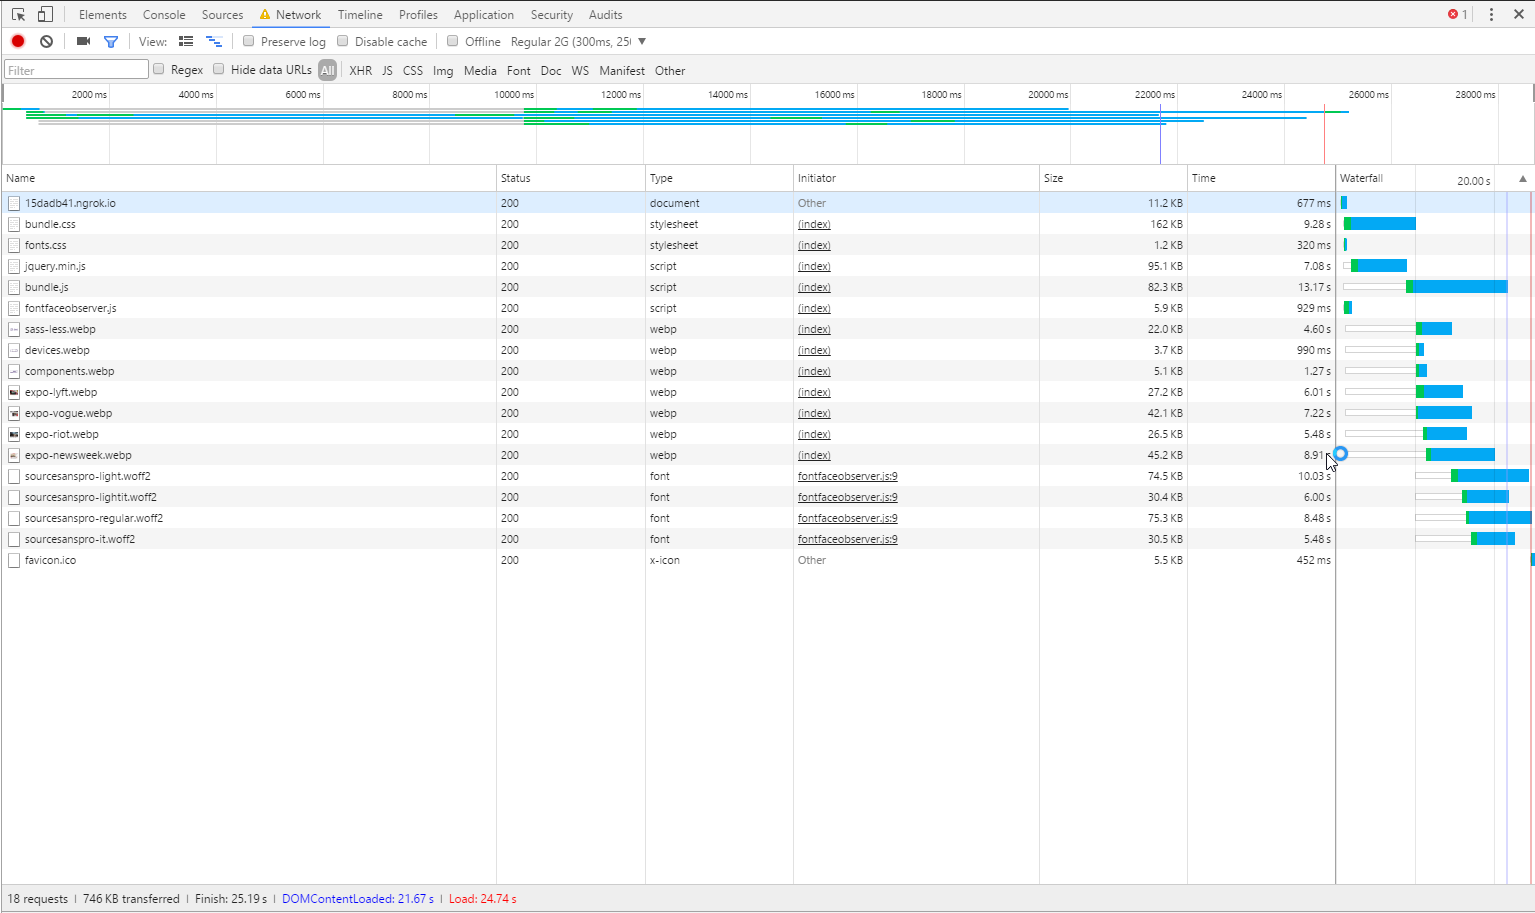 Elements Console Sources Network Timeline Profiles Application Security Audits 1
View: Preserve log Disable cache Offline Regular 2G (300ms, 25
Filter Regex Hide data URLs All XHR JS CSS Img Media Font Doc WS Manifest Other
2000 ms 4000 ms 6000 ms 8000 ms 10000 ms 12000 ms 14000 ms 16000 ms 18000 ms 20000 ms 22000 ms 24000 ms 26000 ms 28000 ms
Name Status Type Initiator Size Time Waterfall 20.00 s
15dadb41.ngrok.io 200 document Other 11.2 KB 677 ms
bundle.css 200 stylesheet (index) 162 KB 9.28 s
fonts.css 200 stylesheet (index) 1.2 KB 320 ms
jquery.min.js 200 script (index) 95.1 KB 7.08 s
bundle.js 200 script (index) 82.3 KB 13.17 s
fontfaceobserver.js 200 script (index) 5.9 KB 929 ms
sass-less.webp 200 webp (index) 22.0 KB 4.60 s
devices.webp 200 webp (index) 3.7 KB 990 ms
components.webp 200 webp (index) 5.1 KB 1.27 s
expo-lyft.webp 200 webp (index) 27.2 KB 6.01 s
expo-vogue.webp 200 webp (index) 42.1 KB 7.22 s
expo-riot.webp 200 webp (index) 26.5 KB 5.48 s
expo-newsweek.webp 200 webp (index) 45.2 KB 8.91 s
sourcesanspro-light.woff2 200 font fontfaceobserver.js:9 74.5 KB 10.03 s
sourcesanspro-lightit.woff2 200 font fontfaceobserver.js:9 30.4 KB 6.00 s
sourcesanspro-regular.woff2 200 font fontfaceobserver.js:9 75.3 KB 8.48 s
sourcesanspro-it.woff2 200 font fontfaceobserver.js:9 30.5 KB 5.48 s
favicon.ico 200 x-icon Other 5.5 KB 452 ms
18 requests | 746 KB transferred | Finish: 25.19 s | DOMContentLoaded: 21.67 s | Load: 24.74 s